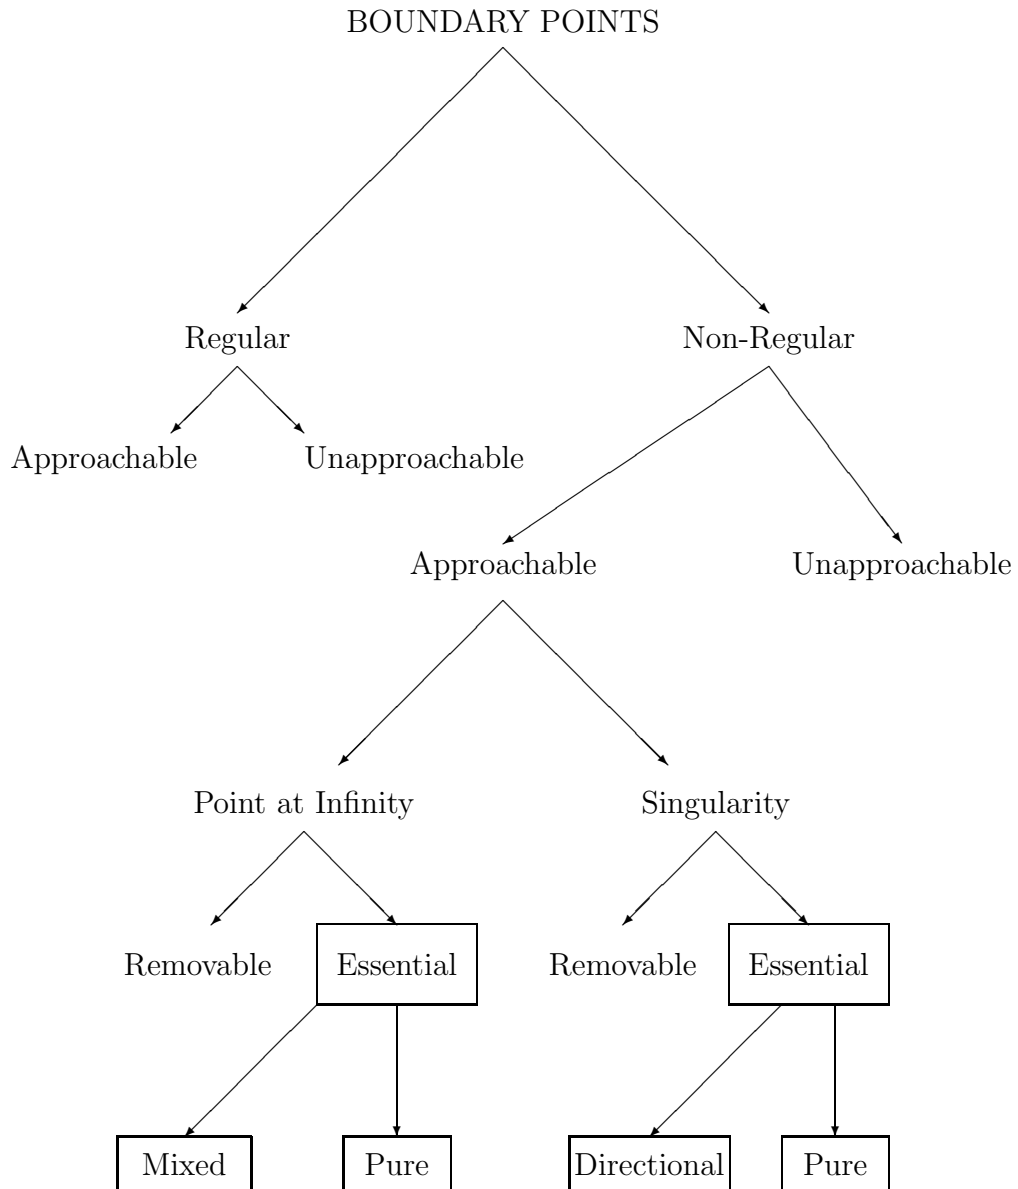 BOUNDARY POINTS
Regular Non-Regular
Approachable Unapproachable
Approachable Unapproachable
Point at Infinity Singularity
Removable Essential Removable Essential
Mixed Pure Directional Pure